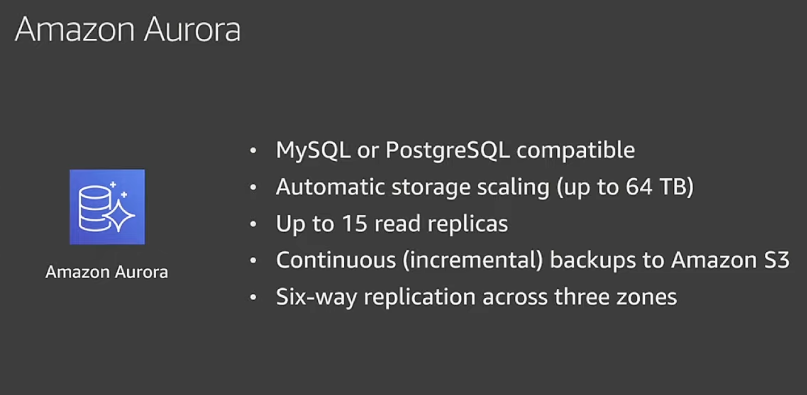 Amazon Aurora
• MySQL or PostgreSQL compatible
• Automatic storage scaling (up to 64 TB)
• Up to 15 read replicas
• Continuous (incremental) backups to Amazon S3
• Six-way replication across three zones
Amazon Aurora